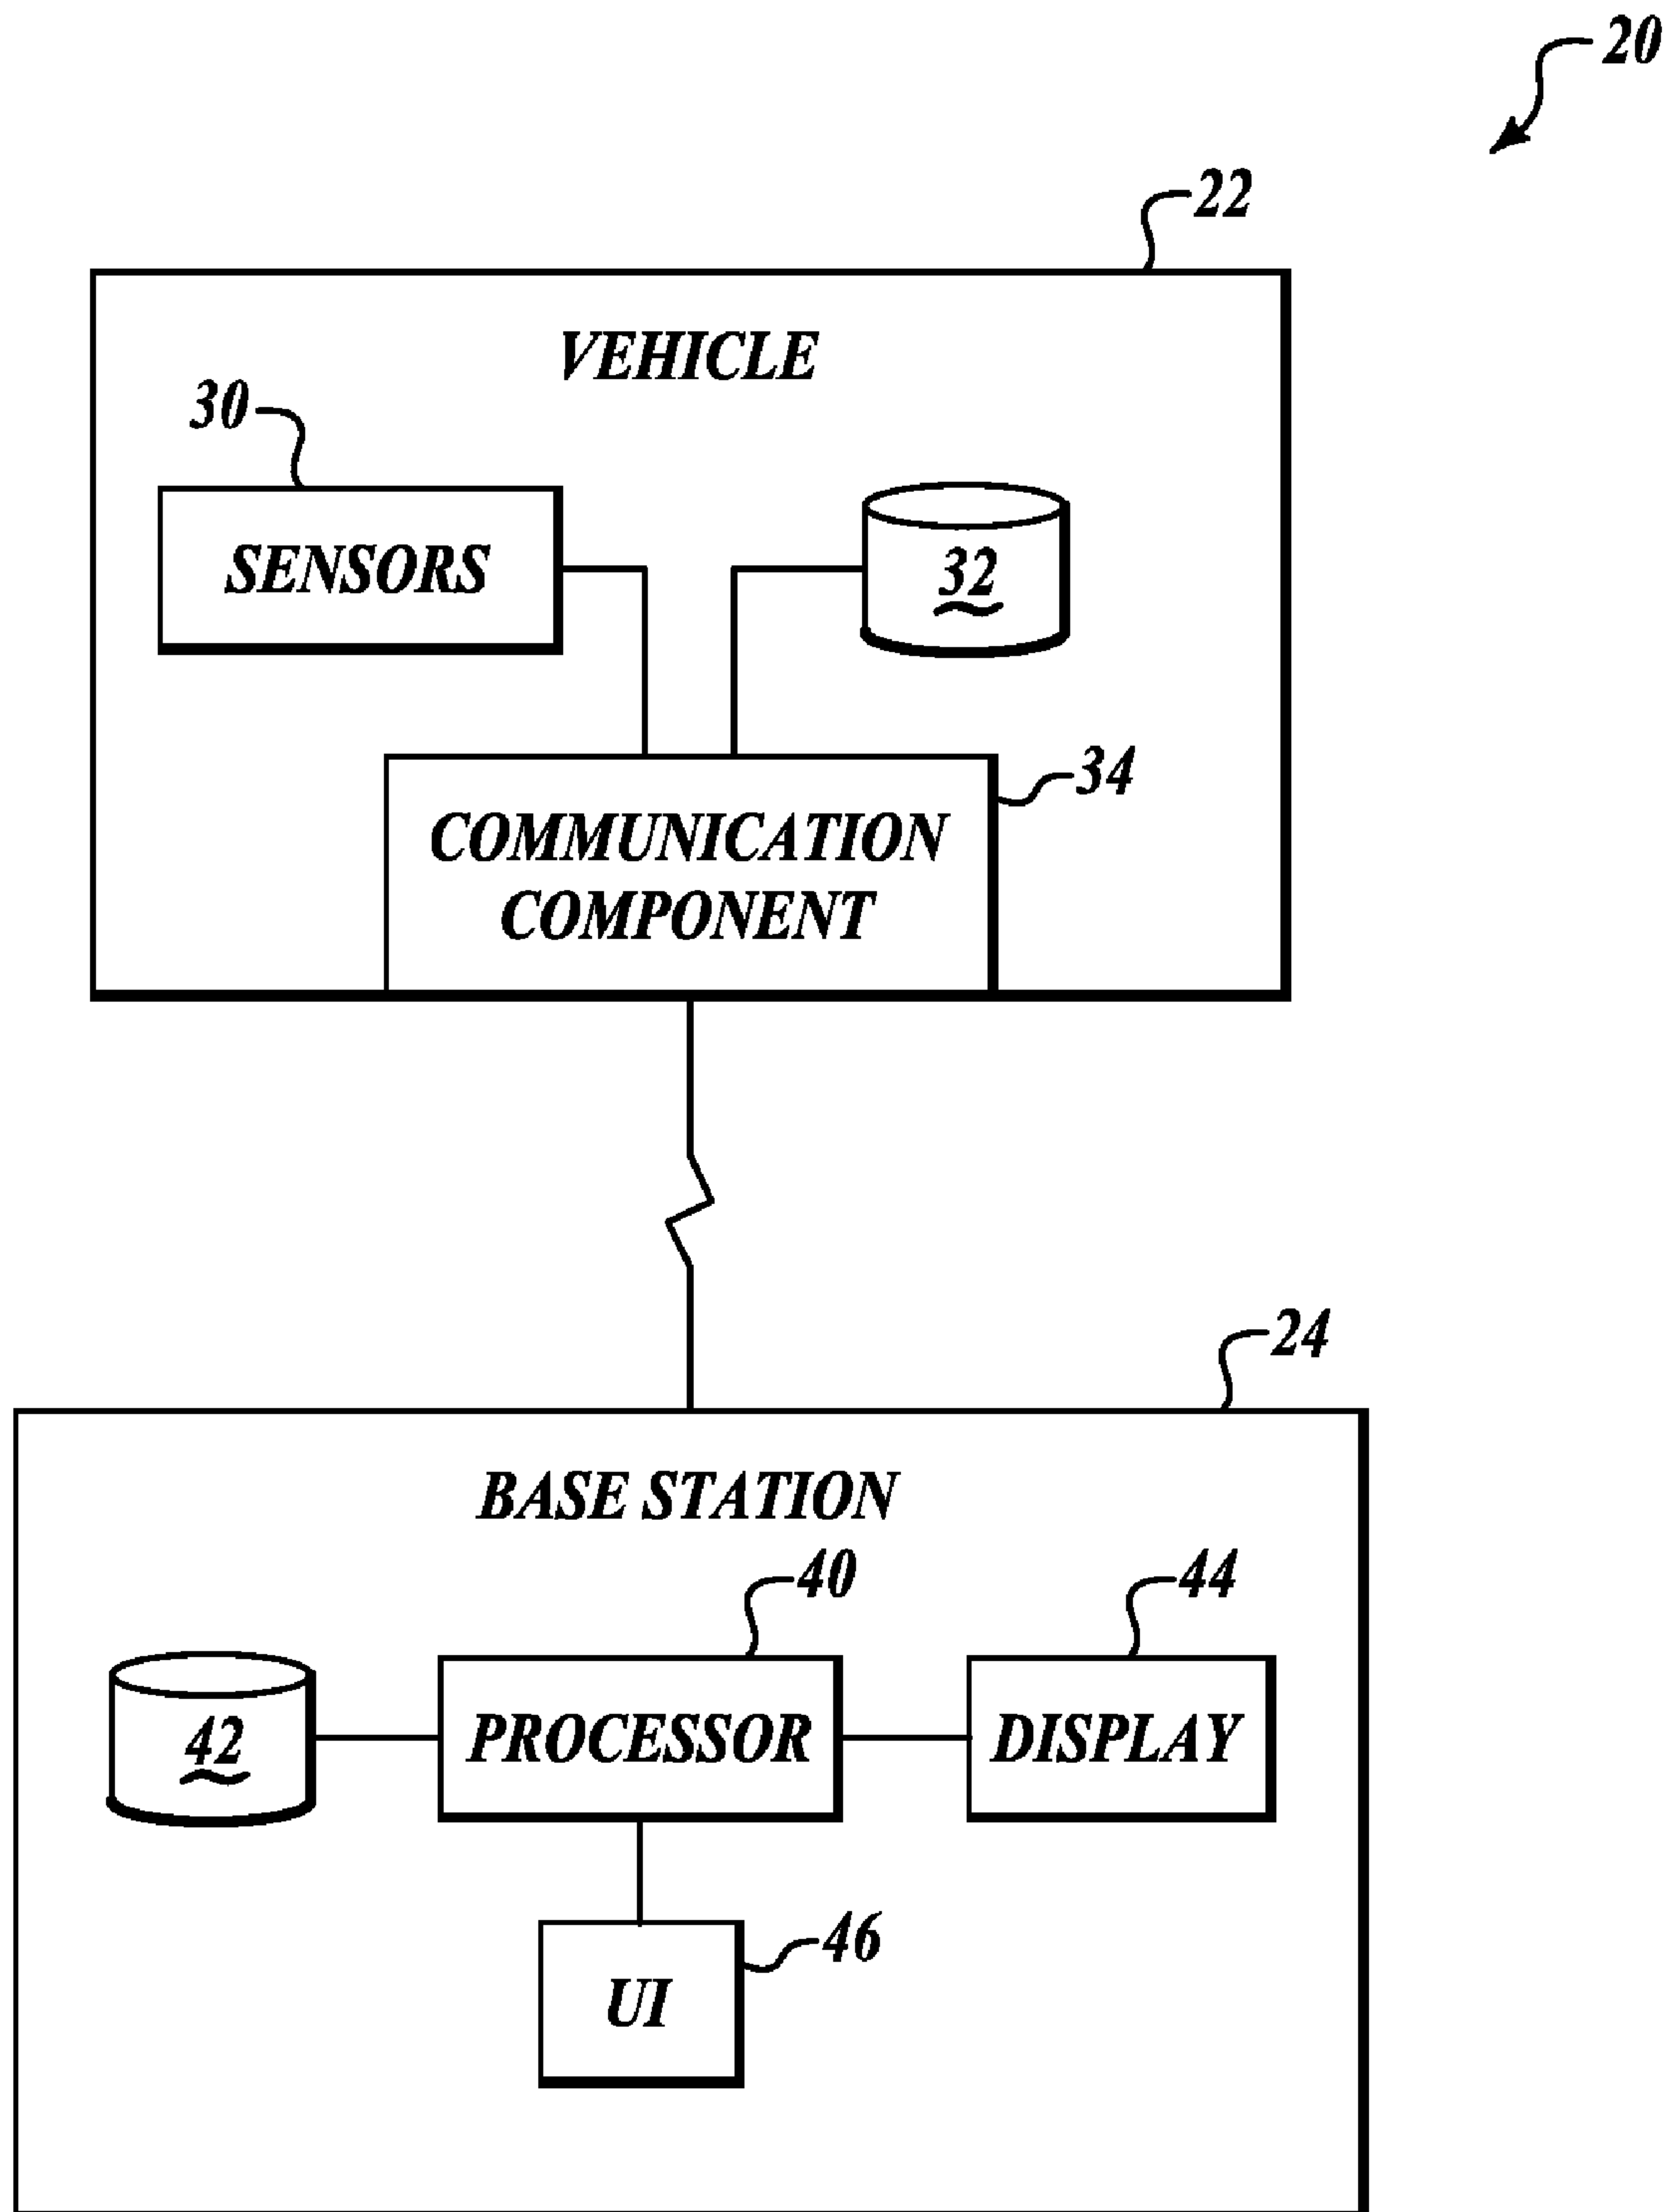 20
22
VEHICLE
30
SENSORS
32
34
COMMUNICATION
COMPONENT
24
BASE STATION
40
44
42
PROCESSOR
DISPLAY
46
UI